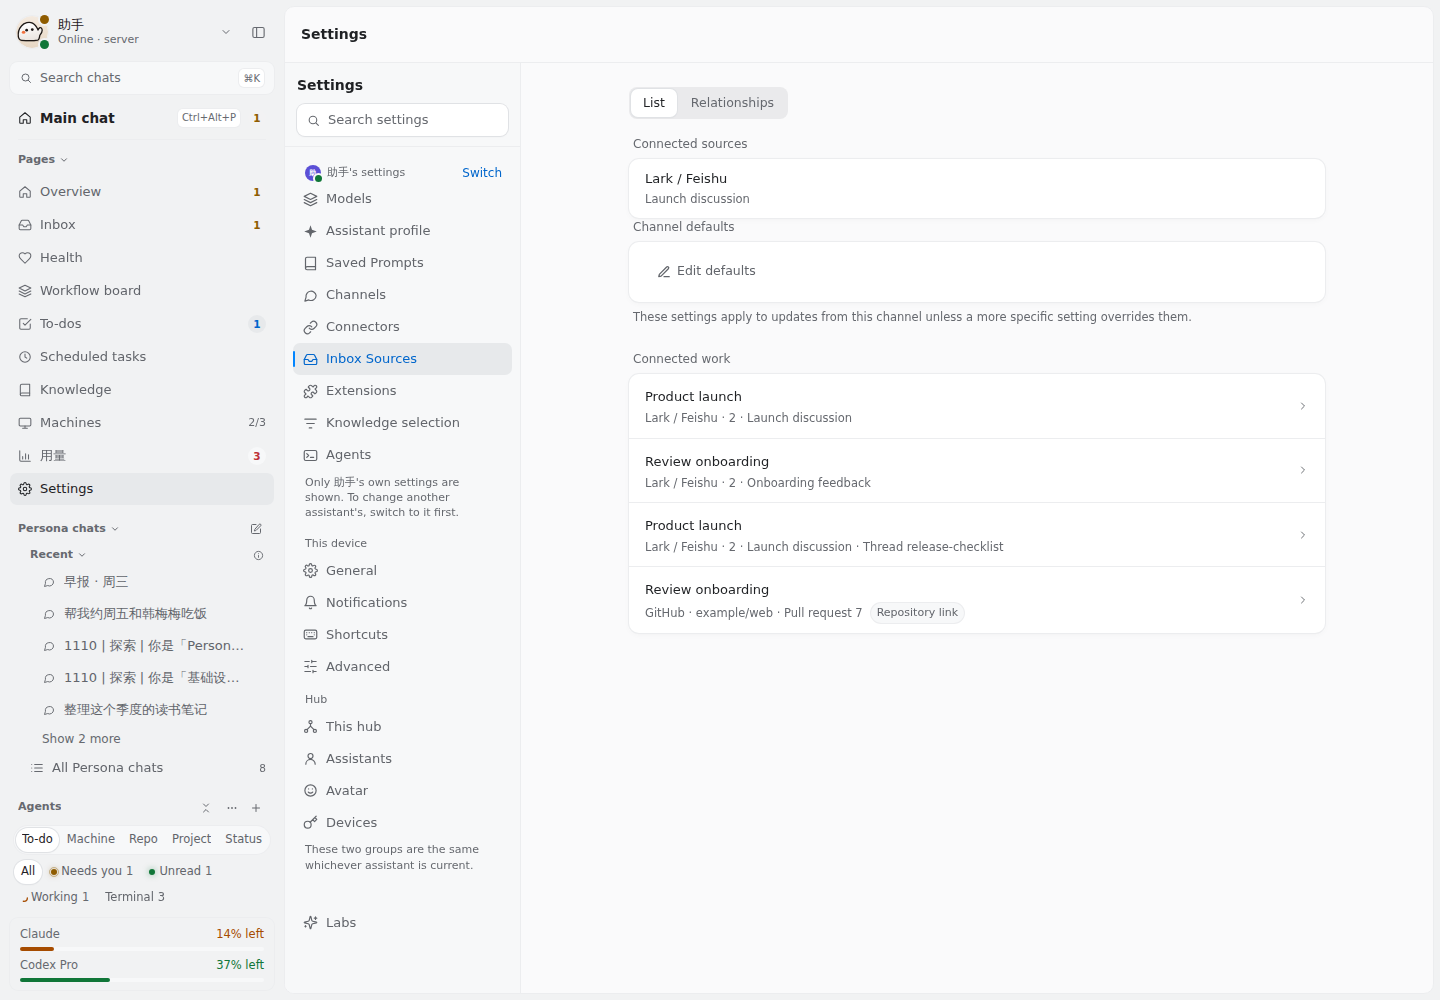 助手
Online · server
Search chats
⌘K
Main chat
Ctrl+Alt+P
1
Pages
Overview
1
Inbox
1
Health
Workflow board
To-dos
1
Scheduled tasks
Knowledge
Machines
2/3
用量
3
Settings
Persona chats
Recent
早报 · 周三
帮我约周五和韩梅梅吃饭
1110 | 探索 | 你是「Person…
1110 | 探索 | 你是「基础设…
整理这个季度的读书笔记
Show 2 more
All Persona chats
8
Agents
To-do
Machine
Repo
Project
Status
All
Needs you 1
Unread 1
Working 1
Terminal 3
Claude
14% left
Codex Pro
37% left
Settings
Settings
Search settings
助手's settings
Switch
Models
Assistant profile
Saved Prompts
Channels
Connectors
Inbox Sources
Extensions
Knowledge selection
Agents
Only 助手's own settings are
shown. To change another
assistant's, switch to it first.
This device
General
Notifications
Shortcuts
Advanced
Hub
This hub
Assistants
Avatar
Devices
These two groups are the same
whichever assistant is current.
Labs
List
Relationships
Connected sources
Lark / Feishu
Launch discussion
Channel defaults
Edit defaults
These settings apply to updates from this channel unless a more specific setting overrides them.
Connected work
Product launch
Lark / Feishu · 2 · Launch discussion
Review onboarding
Lark / Feishu · 2 · Onboarding feedback
Product launch
Lark / Feishu · 2 · Launch discussion · Thread release-checklist
Review onboarding
GitHub · example/web · Pull request 7
Repository link